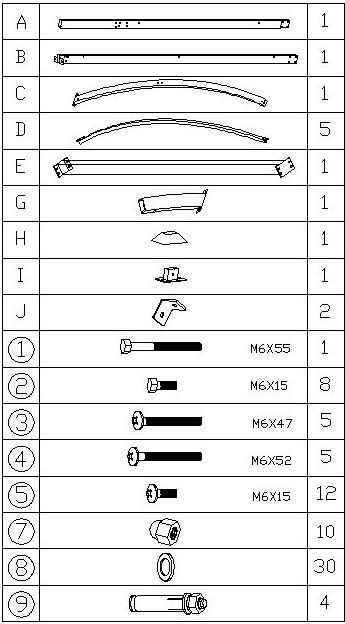 A 1
B 1
C 1
D 5
E 1
G 1
H 1
I 1
J 2
① M6X55 1
② M6X15 8
③ M6X47 5
④ M6X52 5
⑤ M6X15 12
⑦ 10
⑧ 30
⑨ 4